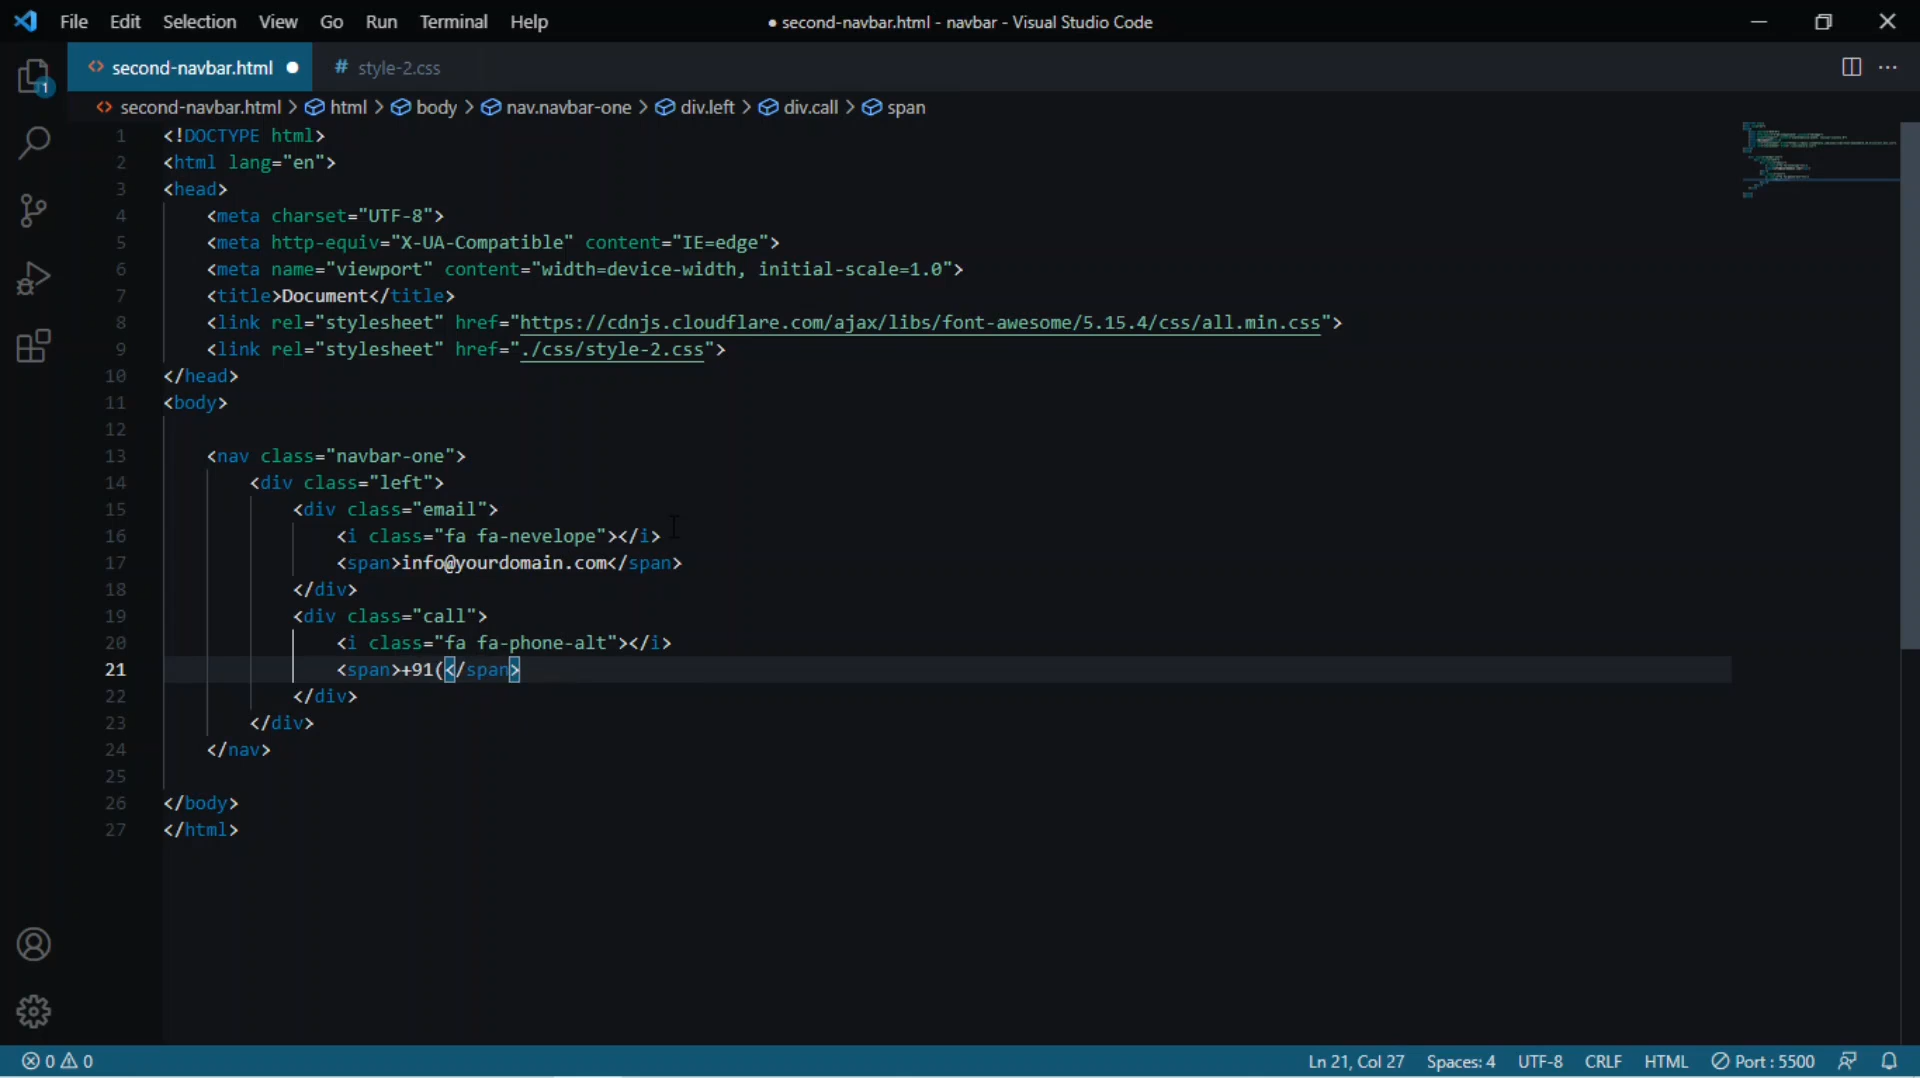 File Edit Selection View Go Run Terminal Help ● second-navbar.html - navbar - Visual Studio Code
<> second-navbar.html ● # style-2.css
<> second-navbar.html > html > body > nav.navbar-one > div.left > div.call > span
1 <!DOCTYPE html>
2 <html lang="en">
3 <head>
4 <meta charset="UTF-8">
5 <meta http-equiv="X-UA-Compatible" content="IE=edge">
6 <meta name="viewport" content="width=device-width, initial-scale=1.0">
7 <title>Document</title>
8 <link rel="stylesheet" href="https://cdnjs.cloudflare.com/ajax/libs/font-awesome/5.15.4/css/all.min.css">
9 <link rel="stylesheet" href="./css/style-2.css">
10 </head>
11 <body>
12
13 <nav class="navbar-one">
14 <div class="left">
15 <div class="email">
16 <i class="fa fa-nevelope"></i>
17 <span>info@yourdomain.com</span>
18 </div>
19 <div class="call">
20 <i class="fa fa-phone-alt"></i>
21 <span>+91(</span>
22 </div>
23 </div>
24 </nav>
25
26 </body>
27 </html>
1
0 0 Ln 21, Col 27 Spaces: 4 UTF-8 CRLF HTML Port : 5500